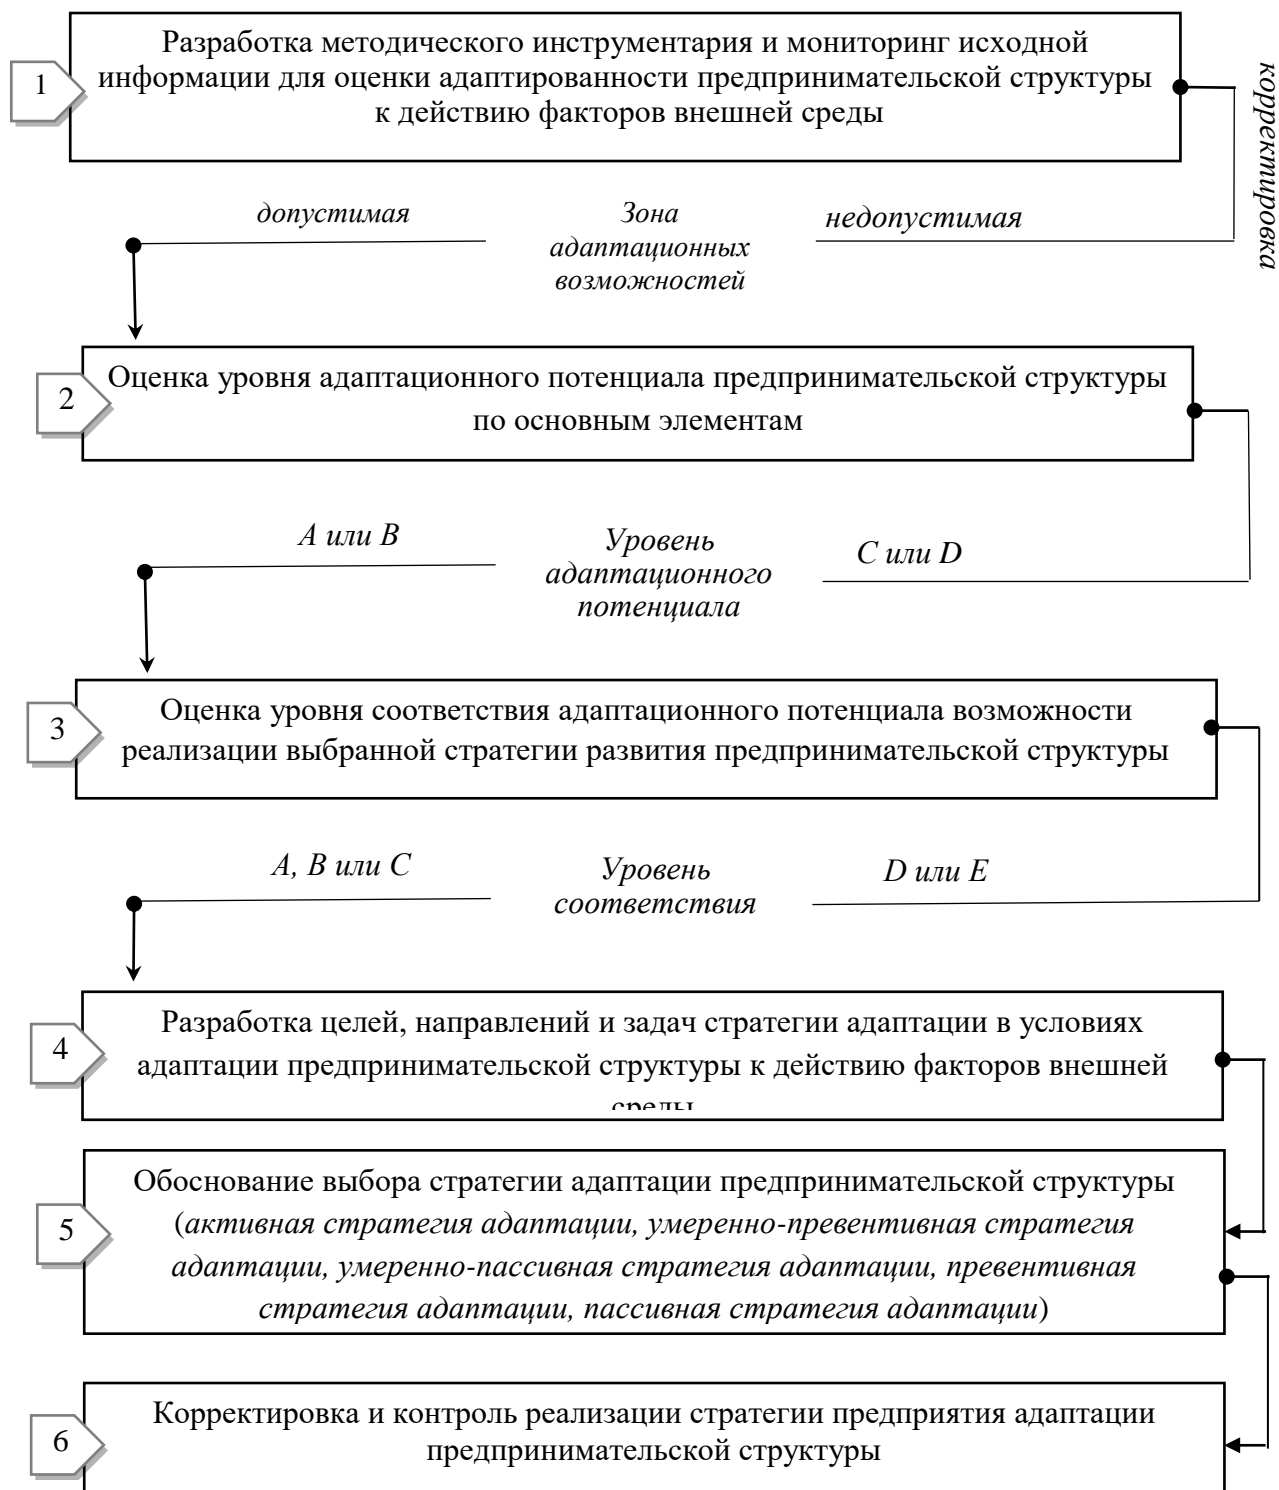 1
Разработка методического инструментария и мониторинг исходной
информации для оценки адаптированности предпринимательской структуры
к действию факторов внешней среды
корректировка
допустимая
Зона
адаптационных
возможностей
недопустимая
2
Оценка уровня адаптационного потенциала предпринимательской структуры
по основным элементам
А или В
Уровень
адаптационного
потенциала
С или D
3
Оценка уровня соответствия адаптационного потенциала возможности
реализации выбранной стратегии развития предпринимательской структуры
А, В или С
Уровень
соответствия
D или Е
4
Разработка целей, направлений и задач стратегии адаптации в условиях
адаптации предпринимательской структуры к действию факторов внешней
среды
5
Обоснование выбора стратегии адаптации предпринимательской структуры
(активная стратегия адаптации, умеренно-превентивная стратегия
адаптации, умеренно-пассивная стратегия адаптации, превентивная
стратегия адаптации, пассивная стратегия адаптации)
6
Корректировка и контроль реализации стратегии предприятия адаптации
предпринимательской структуры